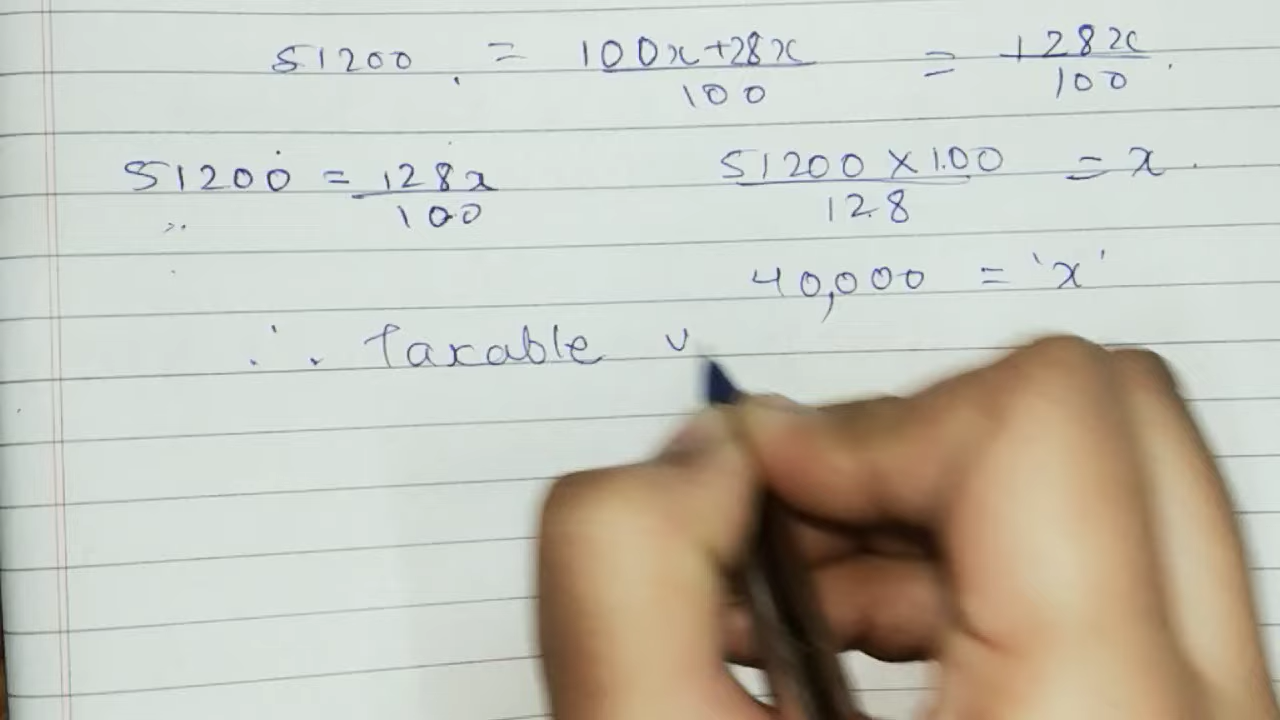 51200 = 100x+28x / 100 = 128x / 100
51200 = 128x / 100
51200 × 100 / 128 = x
40,000 = 'x'
∴ Taxable v